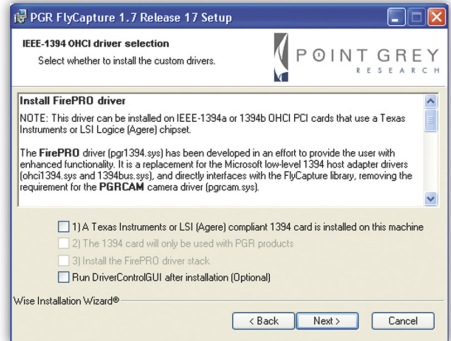 PGR FlyCapture 1.7 Release 17 Setup
IEEE-1394 OHCI driver selection
Select whether to install the custom drivers.
POINT GREY
RESEARCH
Install FirePRO driver
NOTE: This driver can be installed on IEEE-1394a or 1394b OHCI PCI cards that use a Texas
Instruments or LSI Logice (Agere) chipset.
The FirePRO driver (pgr1394.sys) has been developed in an effort to provide the user with
enhanced functionality. It is a replacement for the Microsoft low-level 1394 host adapter drivers
(ohci1394.sys and 1394bus.sys), and directly interfaces with the FlyCapture library, removing the
requirement for the PGRCAM camera driver (pgrcam.sys).
1) A Texas Instruments or LSI (Agere) compliant 1394 card is installed on this machine
2) The 1394 card will only be used with PGR products
3) Install the FirePRO driver stack
Run DriverControlGUI after installation (Optional)
Wise Installation Wizard®
< Back
Next >
Cancel